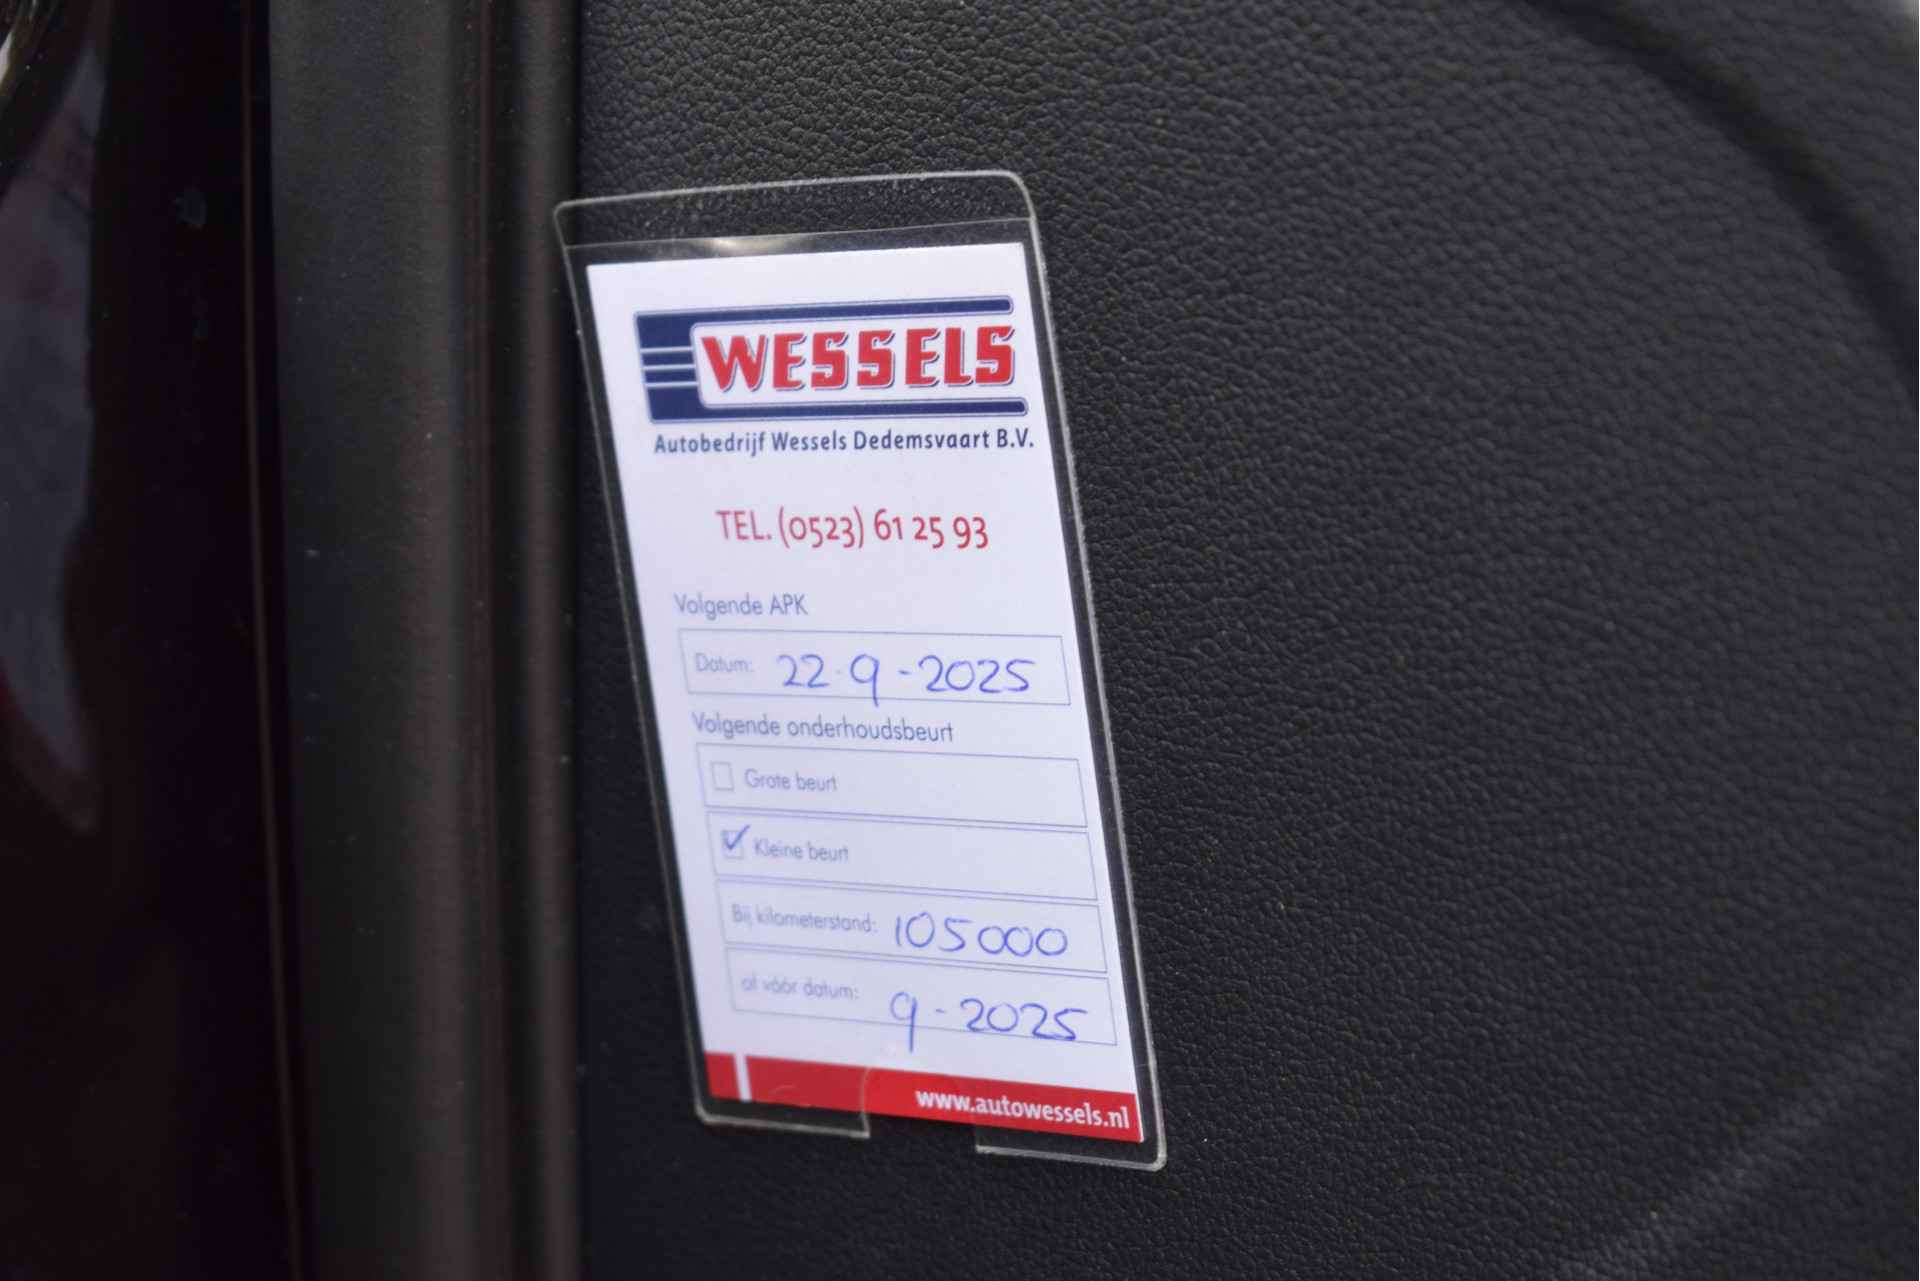 WESSELS
Autobedrijf Wessels Dedemsvaart B.V.
TEL. (0523) 61 25 93
Volgende APK
Datum: 22-9-2025
Volgende onderhoudsbeurt
Grote beurt
Kleine beurt
Bij kilometerstand: 105000
of vóór datum: 9-2025
www.autowessels.nl